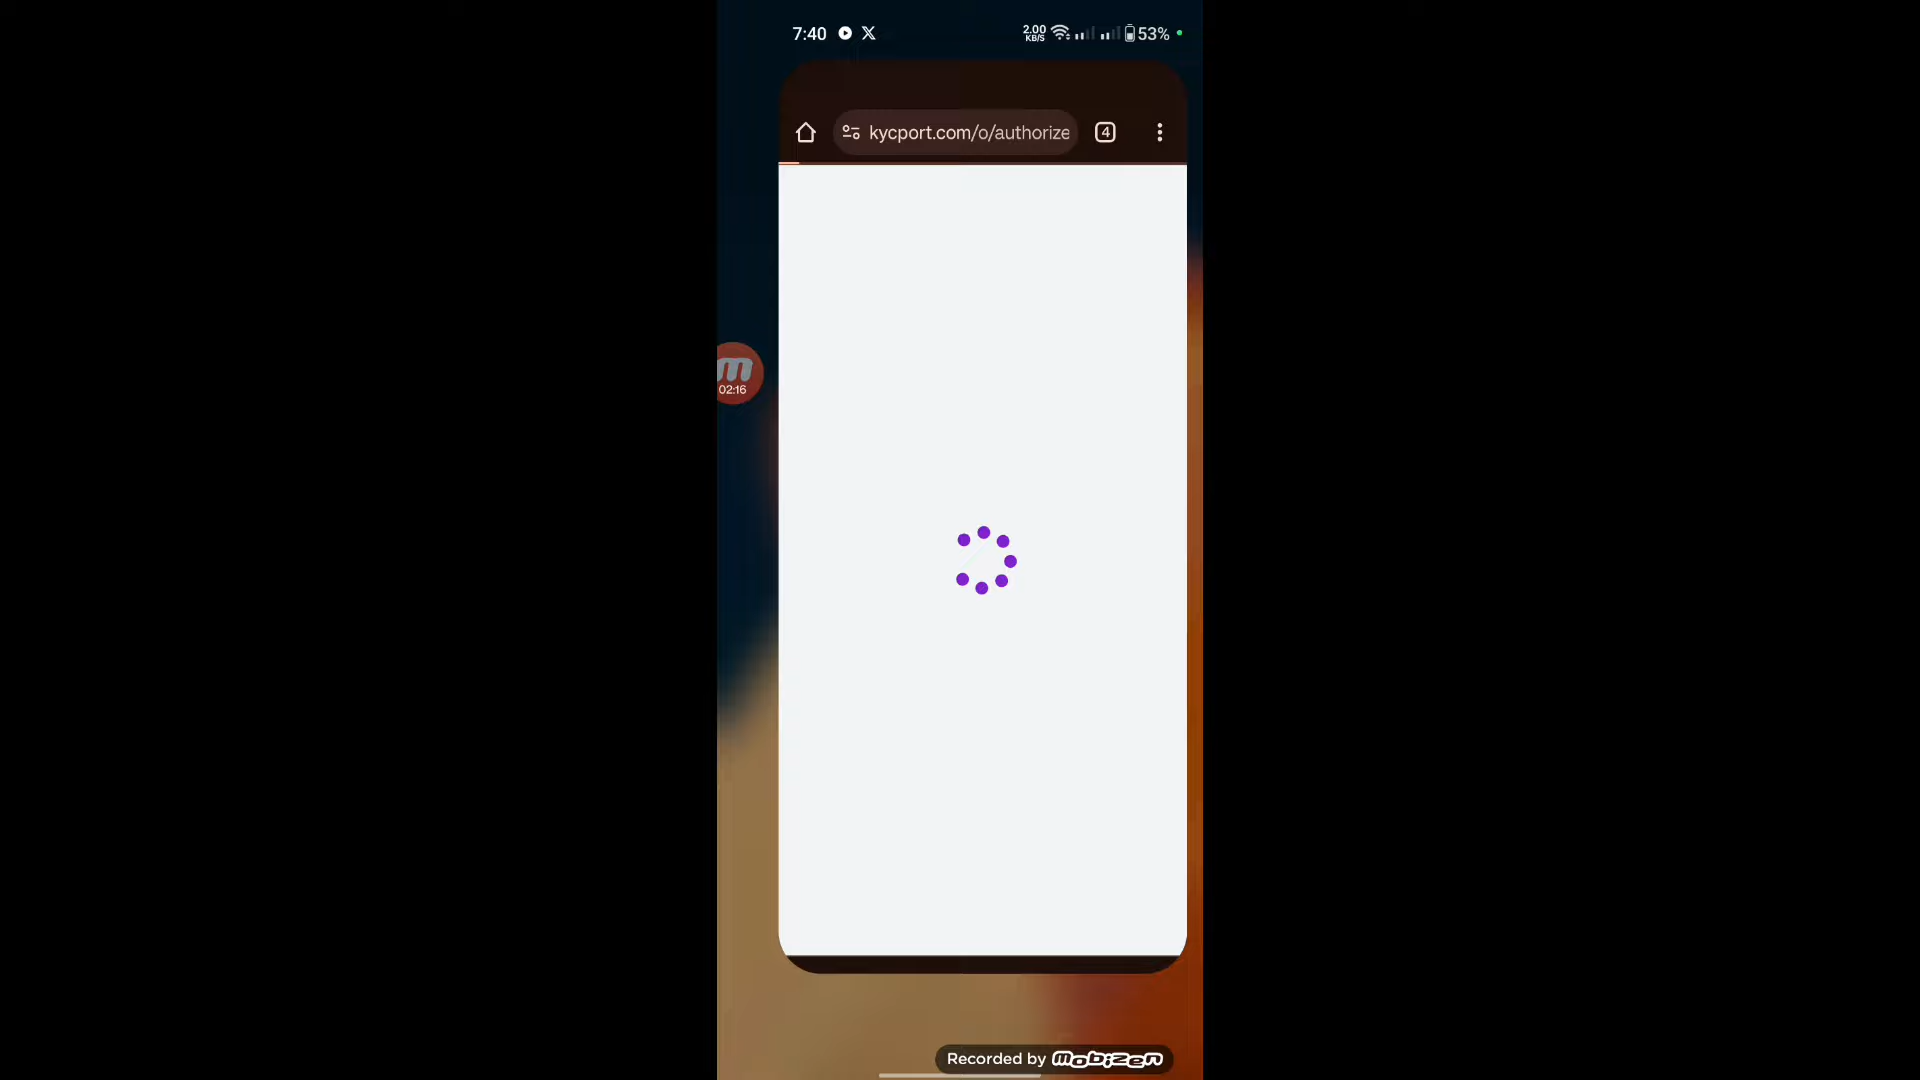 7:40 X 2.00 KB/S 53%
kycport.com/o/authorize 4
m
02:16
Recorded by mobizen